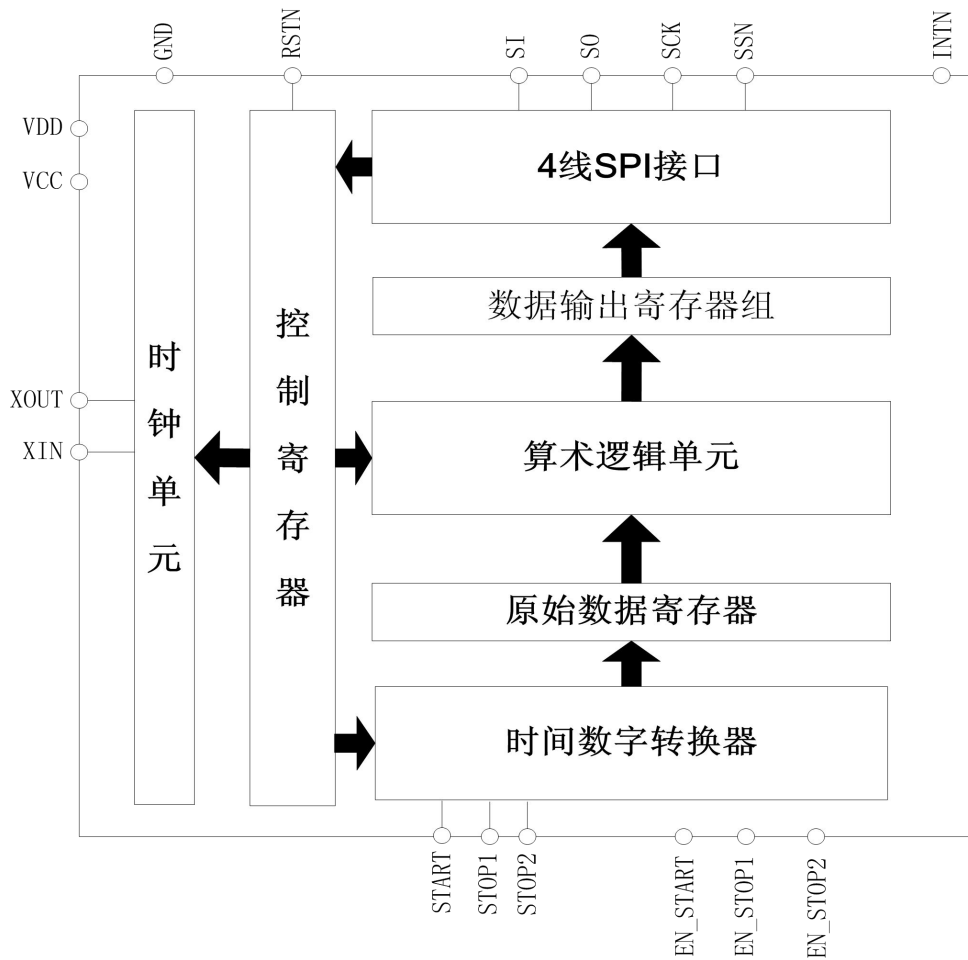 GND
RSTN
SI
SO
SCK
SSN
INTN
VDD
VCC
XOUT
XIN
时钟单元
控制寄存器
4线SPI接口
数据输出寄存器组
算术逻辑单元
原始数据寄存器
时间数字转换器
START
STOP1
STOP2
EN_START
EN_STOP1
EN_STOP2